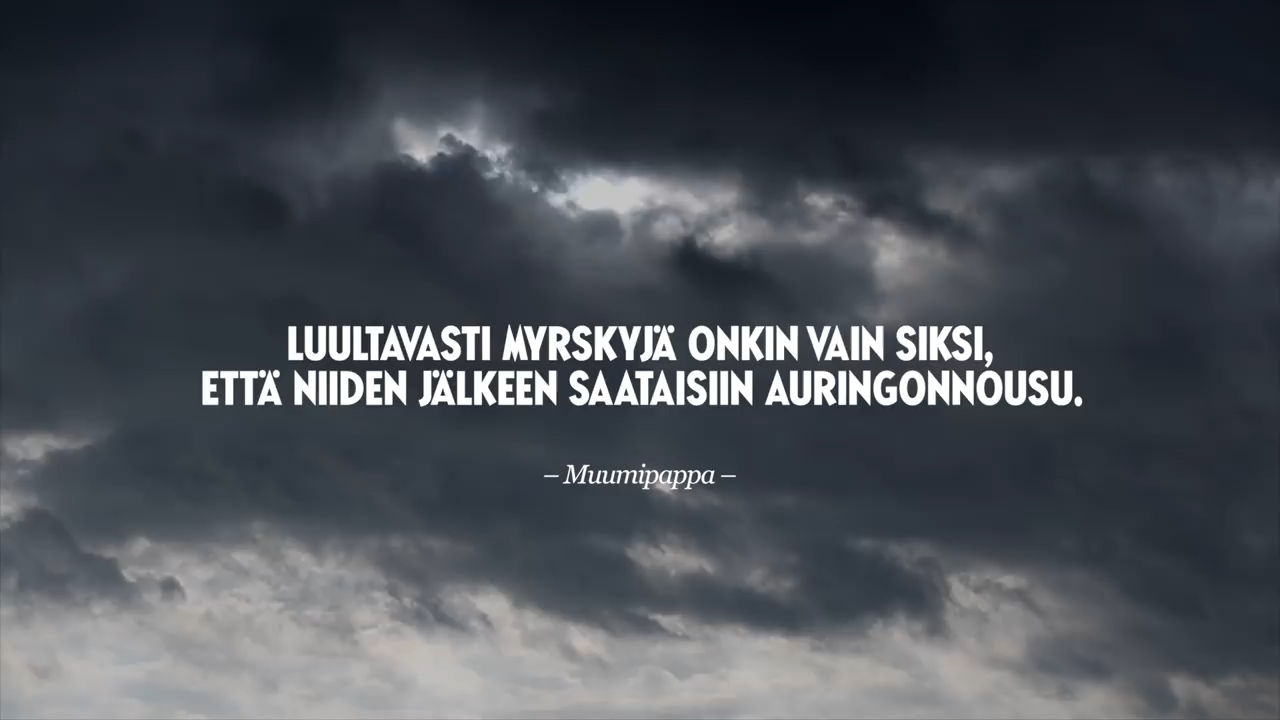 LUULTAVASTI MYRSKYJÄ ONKIN VAIN SIKSI,
ETTÄ NIIDEN JÄLKEEN SAATAISIIN AURINGONNOUSU.
– Muumipappa –